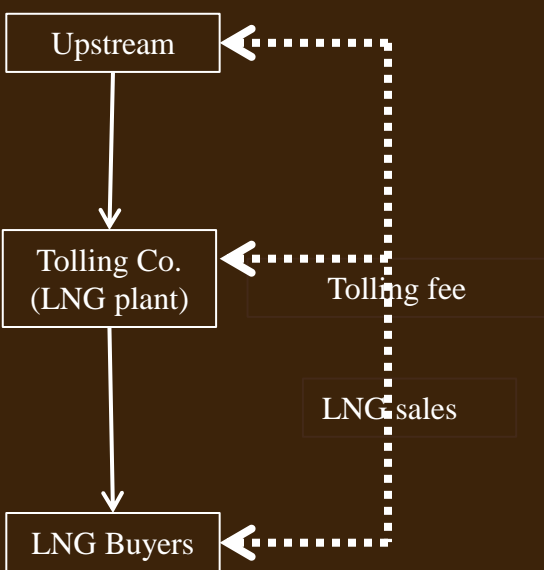 Upstream
Tolling Co.
(LNG plant)
Tolling fee
LNG sales
LNG Buyers